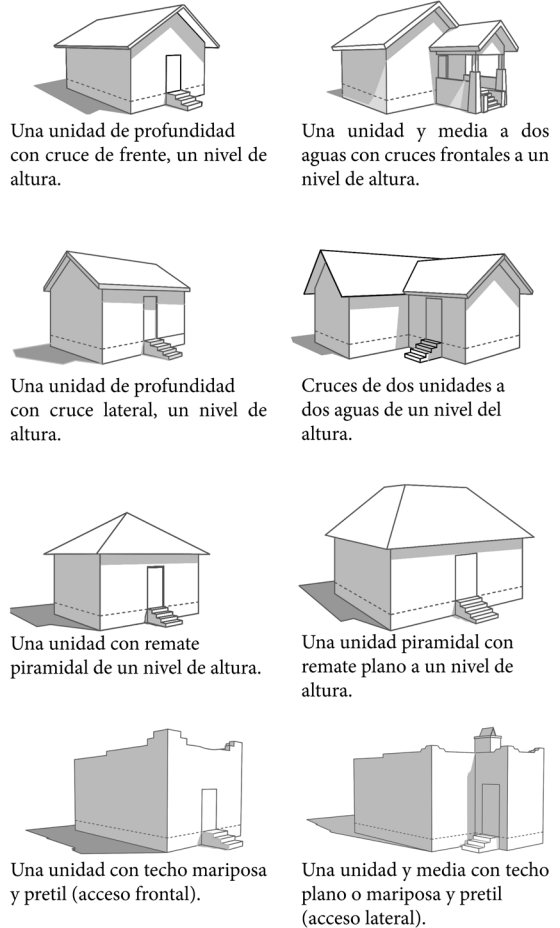 Una unidad de profundidad
con cruce de frente, un nivel de
altura.
Una unidad y media a dos
aguas con cruces frontales a un
nivel de altura.
Una unidad de profundidad
con cruce lateral, un nivel de
altura.
Cruces de dos unidades a
dos aguas de un nivel del
altura.
Una unidad con remate
piramidal de un nivel de altura.
Una unidad piramidal con
remate plano a un nivel de
altura.
Una unidad con techo mariposa
y pretil (acceso frontal).
Una unidad y media con techo
plano o mariposa y pretil
(acceso lateral).